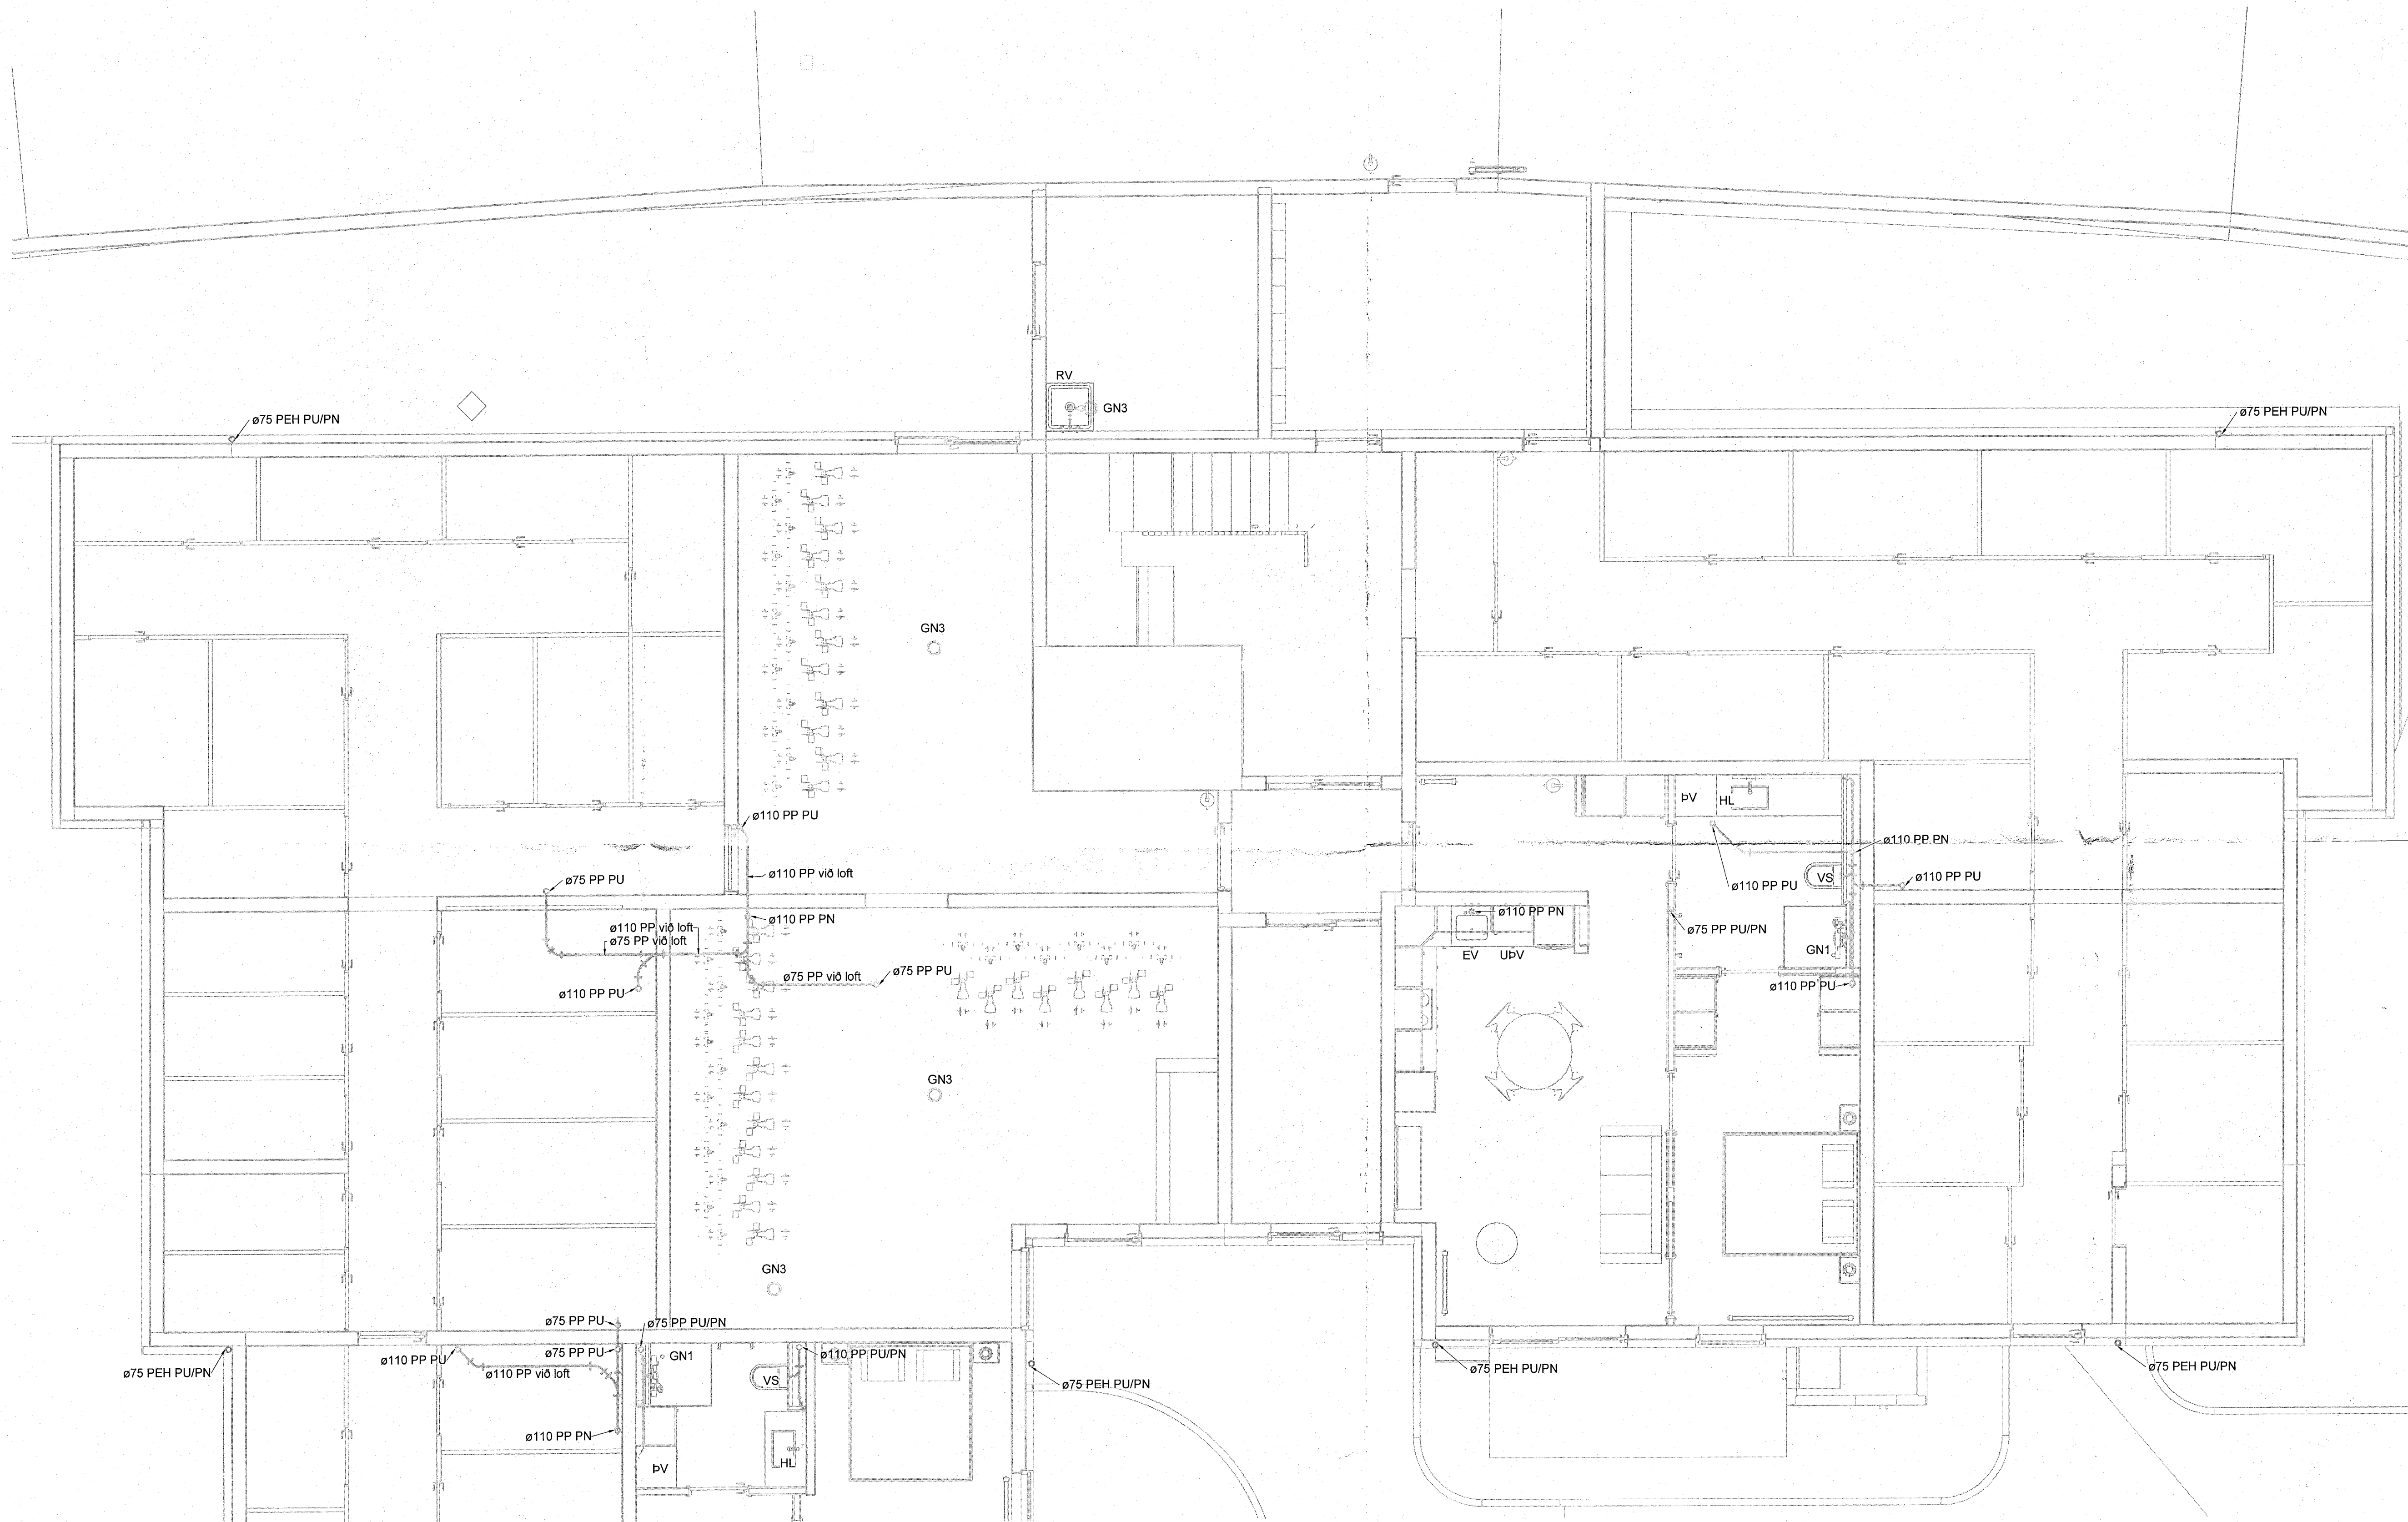 RV
GN3
ø75 PEH PU/PN
ø75 PEH PU/PN
GN3
ÞV
HL
ø110 PP PU
ø110 PP PN
ø110 PP við loft
ø75 PP PU
VS
ø110 PP PU
ø110 PP PU
ø110 PP PN
ø110 PP PN
ø110 PP við loft
ø75 PP við loft
ø75 PP PU/PN
GN1
EV
UÞV
ø75 PP við loft
ø75 PP PU
ø110 PP PU
ø110 PP PU
GN3
GN3
ø75 PP PU
ø75 PP PU/PN
ø110 PP PU
ø75 PP PU
GN1
ø110 PP PU/PN
ø75 PEH PU/PN
ø110 PP við loft
VS
ø75 PEH PU/PN
ø75 PEH PU/PN
ø75 PEH PU/PN
ø110 PP PN
ÞV
HL